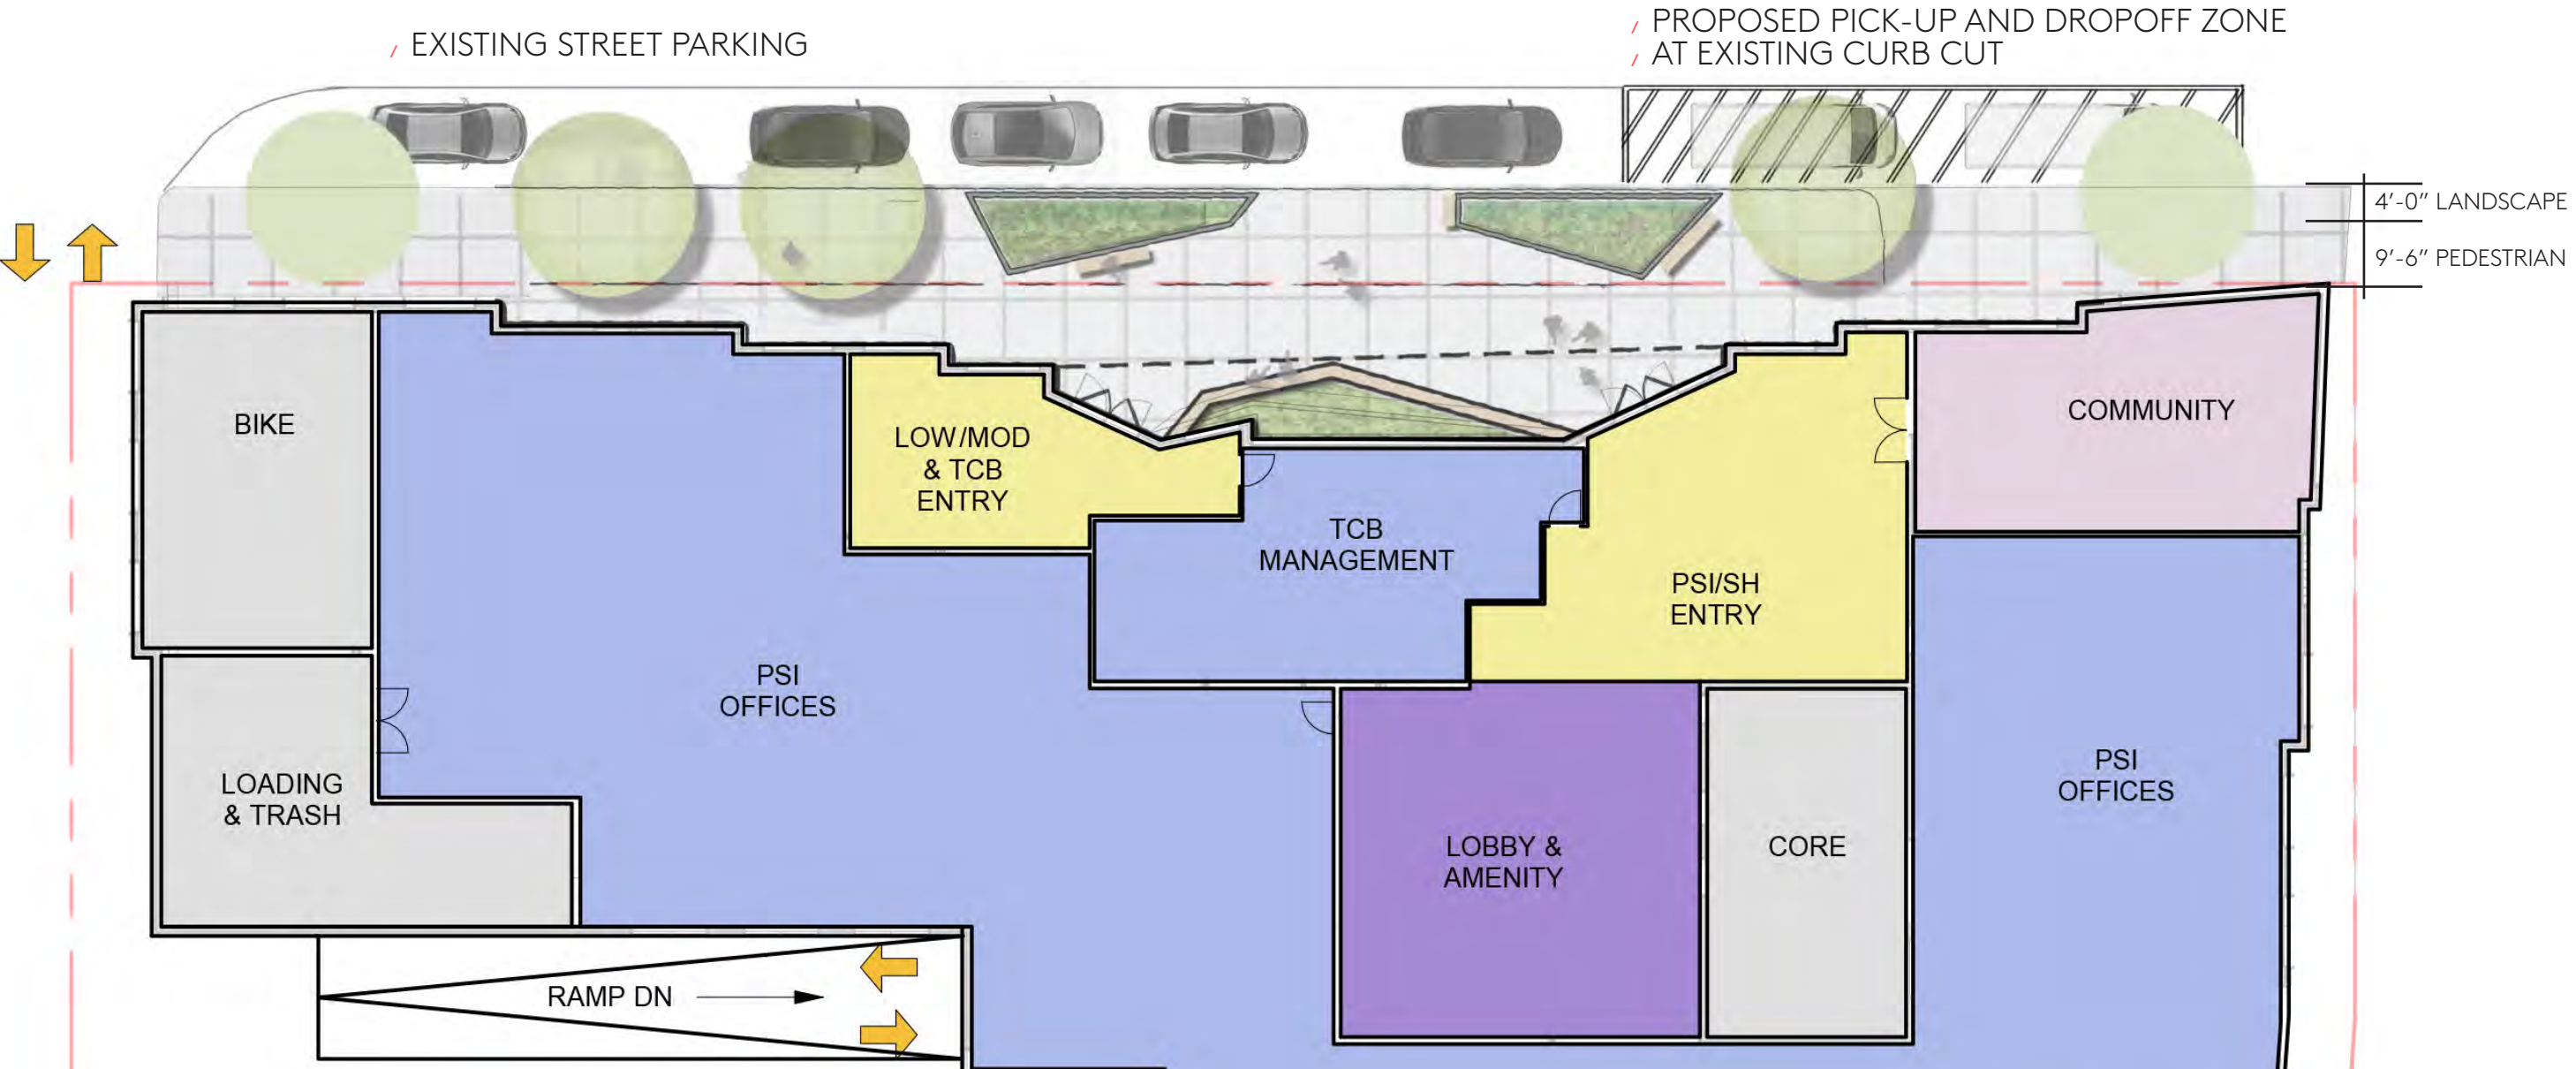 / EXISTING STREET PARKING
/ PROPOSED PICK-UP AND DROPOFF ZONE
/ AT EXISTING CURB CUT
4'-0" LANDSCAPE
9'-6" PEDESTRIAN
BIKE
LOW/MOD
& TCB
ENTRY
COMMUNITY
TCB
MANAGEMENT
PSI/SH
ENTRY
PSI
OFFICES
LOADING
& TRASH
PSI
OFFICES
LOBBY &
AMENITY
CORE
RAMP DN